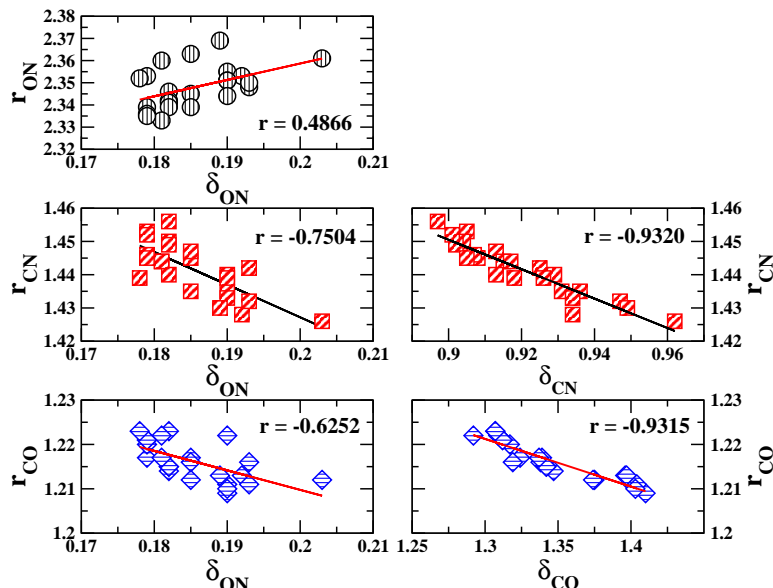 2.38
2.37
2.36
2.35
2.34
2.33
2.32
r_ON
r = 0.4866
0.17 0.18 0.19 0.2 0.21
δ_ON
1.46
1.45
1.44
1.43
1.42
r_CN
r = -0.7504
0.17 0.18 0.19 0.2 0.21
δ_ON
r = -0.9320
1.46
1.45
1.44
1.43
1.42
r_CN
0.9 0.92 0.94 0.96
δ_CN
1.23
1.22
1.21
1.2
r_CO
r = -0.6252
0.17 0.18 0.19 0.2 0.21
δ_ON
r = -0.9315
1.23
1.22
1.21
1.2
r_CO
1.25 1.3 1.35 1.4
δ_CO